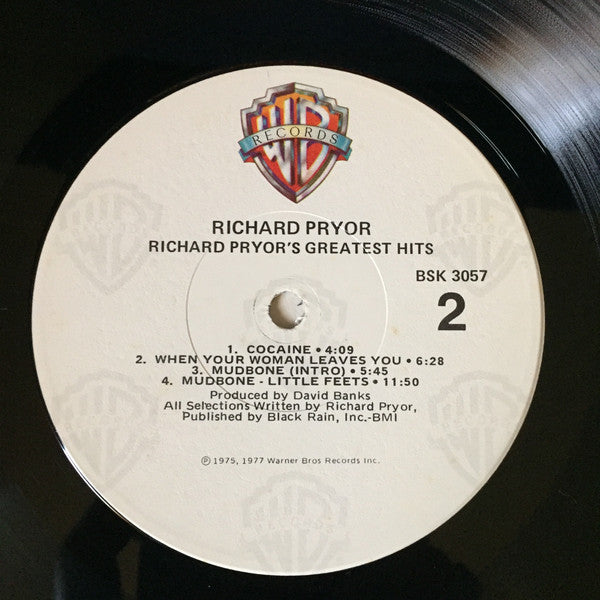 WB
RECORDS
RICHARD PRYOR
RICHARD PRYOR'S GREATEST HITS
BSK 3057
2
1. COCAINE • 4:09
2. WHEN YOUR WOMAN LEAVES YOU • 6:28
3. MUDBONE (INTRO) • 5:45
4. MUDBONE - LITTLE FEETS • 11:50
Produced by David Banks
All Selections Written by Richard Pryor,
Published by Black Rain, Inc.-BMI
℗ 1975, 1977 Warner Bros Records Inc.